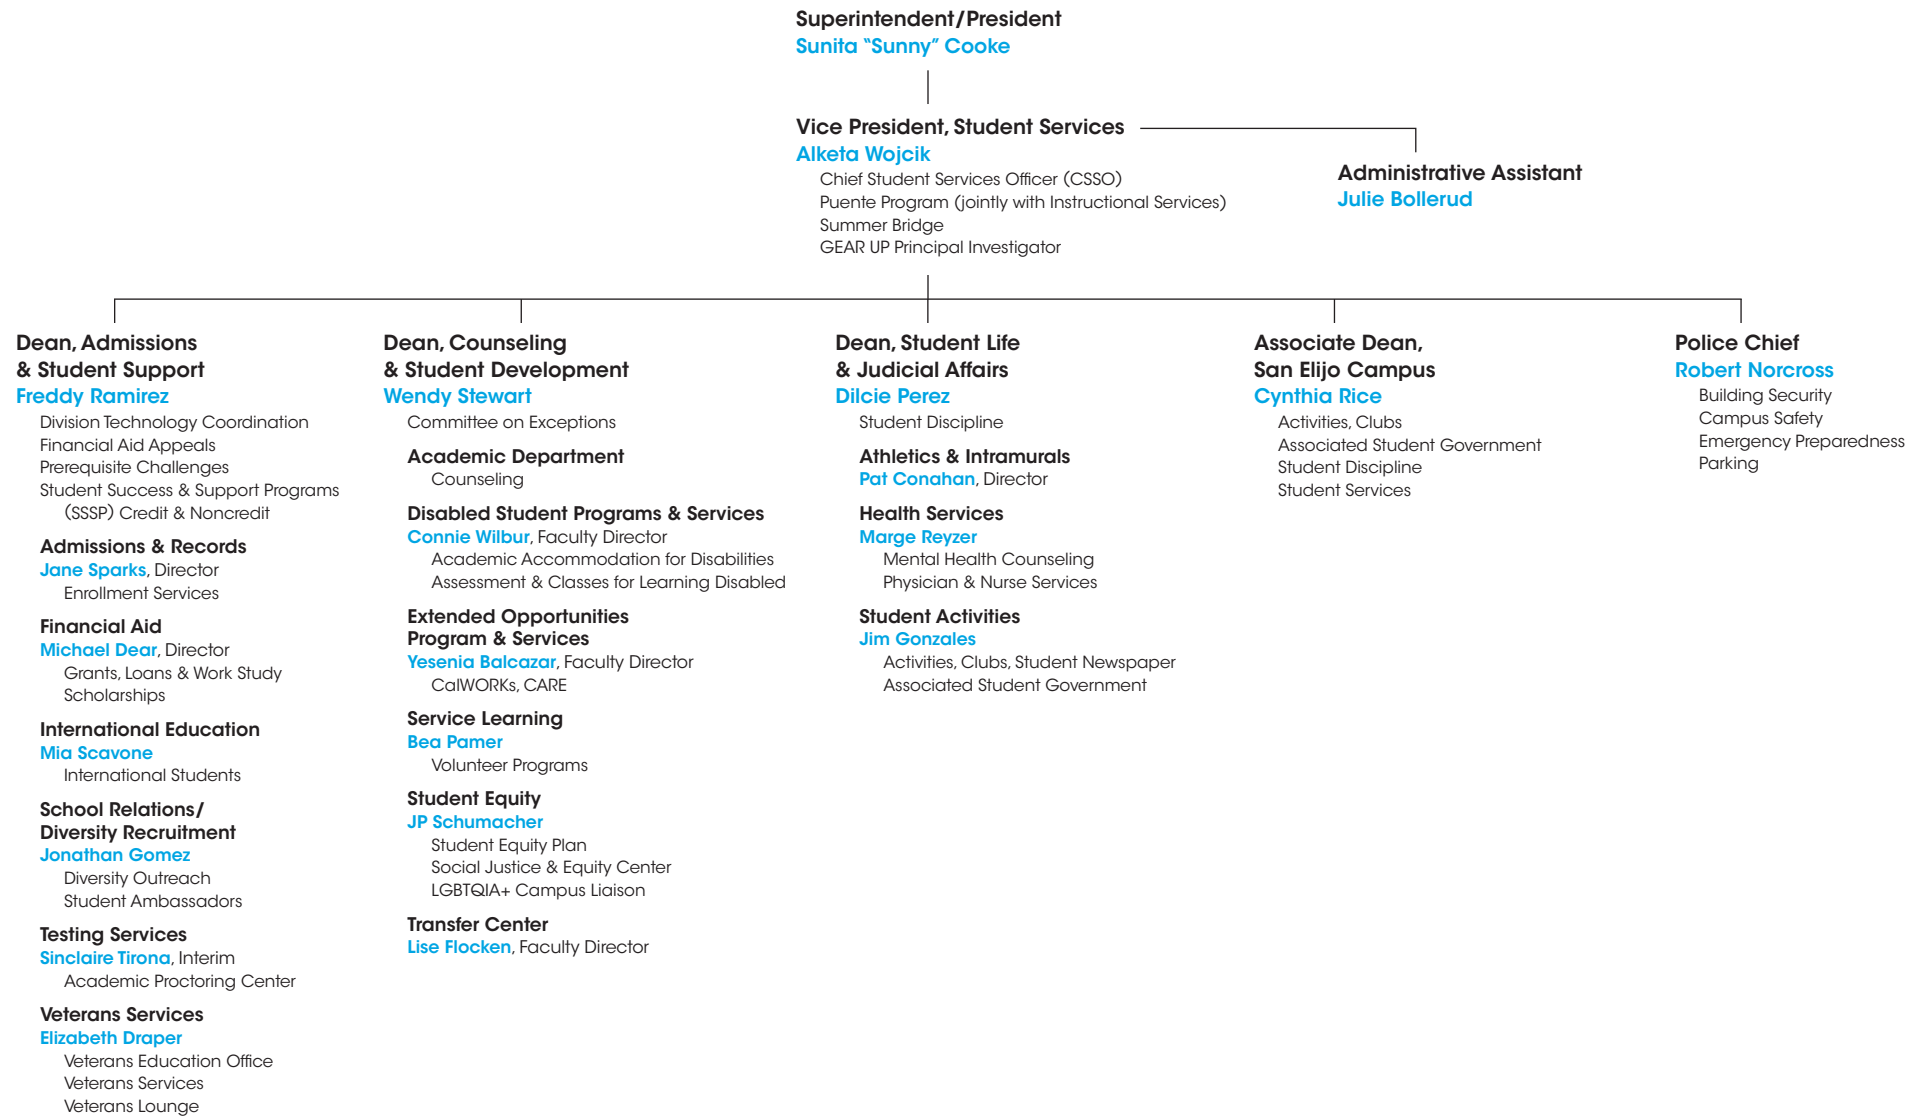 Superintendent/President
Sunita “Sunny” Cooke
Vice President, Student Services
Alketa Wojcik
Chief Student Services Officer (CSSO)
Puente Program (jointly with Instructional Services)
Summer Bridge
GEAR UP Principal Investigator
Administrative Assistant
Julie Bollerud
Dean, Admissions
& Student Support
Freddy Ramirez
Division Technology Coordination
Financial Aid Appeals
Prerequisite Challenges
Student Success & Support Programs
(SSSP) Credit & Noncredit
Admissions & Records
Jane Sparks, Director
Enrollment Services
Financial Aid
Michael Dear, Director
Grants, Loans & Work Study
Scholarships
International Education
Mia Scavone
International Students
School Relations/
Diversity Recruitment
Jonathan Gomez
Diversity Outreach
Student Ambassadors
Testing Services
Sinclaire Tirona, Interim
Academic Proctoring Center
Veterans Services
Elizabeth Draper
Veterans Education Office
Veterans Services
Veterans Lounge
Dean, Counseling
& Student Development
Wendy Stewart
Committee on Exceptions
Academic Department
Counseling
Disabled Student Programs & Services
Connie Wilbur, Faculty Director
Academic Accommodation for Disabilities
Assessment & Classes for Learning Disabled
Extended Opportunities
Program & Services
Yesenia Balcazar, Faculty Director
CalWORKs, CARE
Service Learning
Bea Pamer
Volunteer Programs
Student Equity
JP Schumacher
Student Equity Plan
Social Justice & Equity Center
LGBTQIA+ Campus Liaison
Transfer Center
Lise Flocken, Faculty Director
Dean, Student Life
& Judicial Affairs
Dilcie Perez
Student Discipline
Athletics & Intramurals
Pat Conahan, Director
Health Services
Marge Reyzer
Mental Health Counseling
Physician & Nurse Services
Student Activities
Jim Gonzales
Activities, Clubs, Student Newspaper
Associated Student Government
Associate Dean,
San Elijo Campus
Cynthia Rice
Activities, Clubs
Associated Student Government
Student Discipline
Student Services
Police Chief
Robert Norcross
Building Security
Campus Safety
Emergency Preparedness
Parking